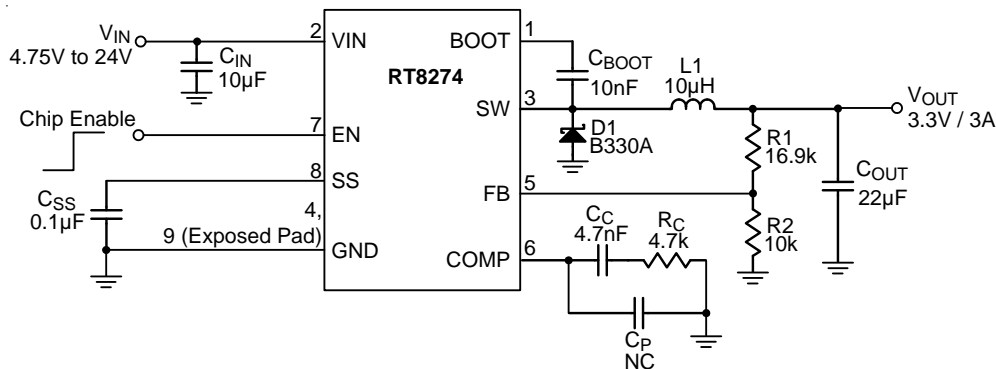 VIN
4.75V to 24V
2
VIN
CIN
10µF
RT8274
BOOT
1
CBOOT
10nF
L1
10µH
SW
3
VOUT
3.3V / 3A
D1
B330A
R1
16.9k
COUT
22µF
Chip Enable
7
EN
8
SS
CSS
0.1µF
4,
9 (Exposed Pad)
GND
FB
5
R2
10k
COMP
6
CC
4.7nF
RC
4.7k
CP
NC